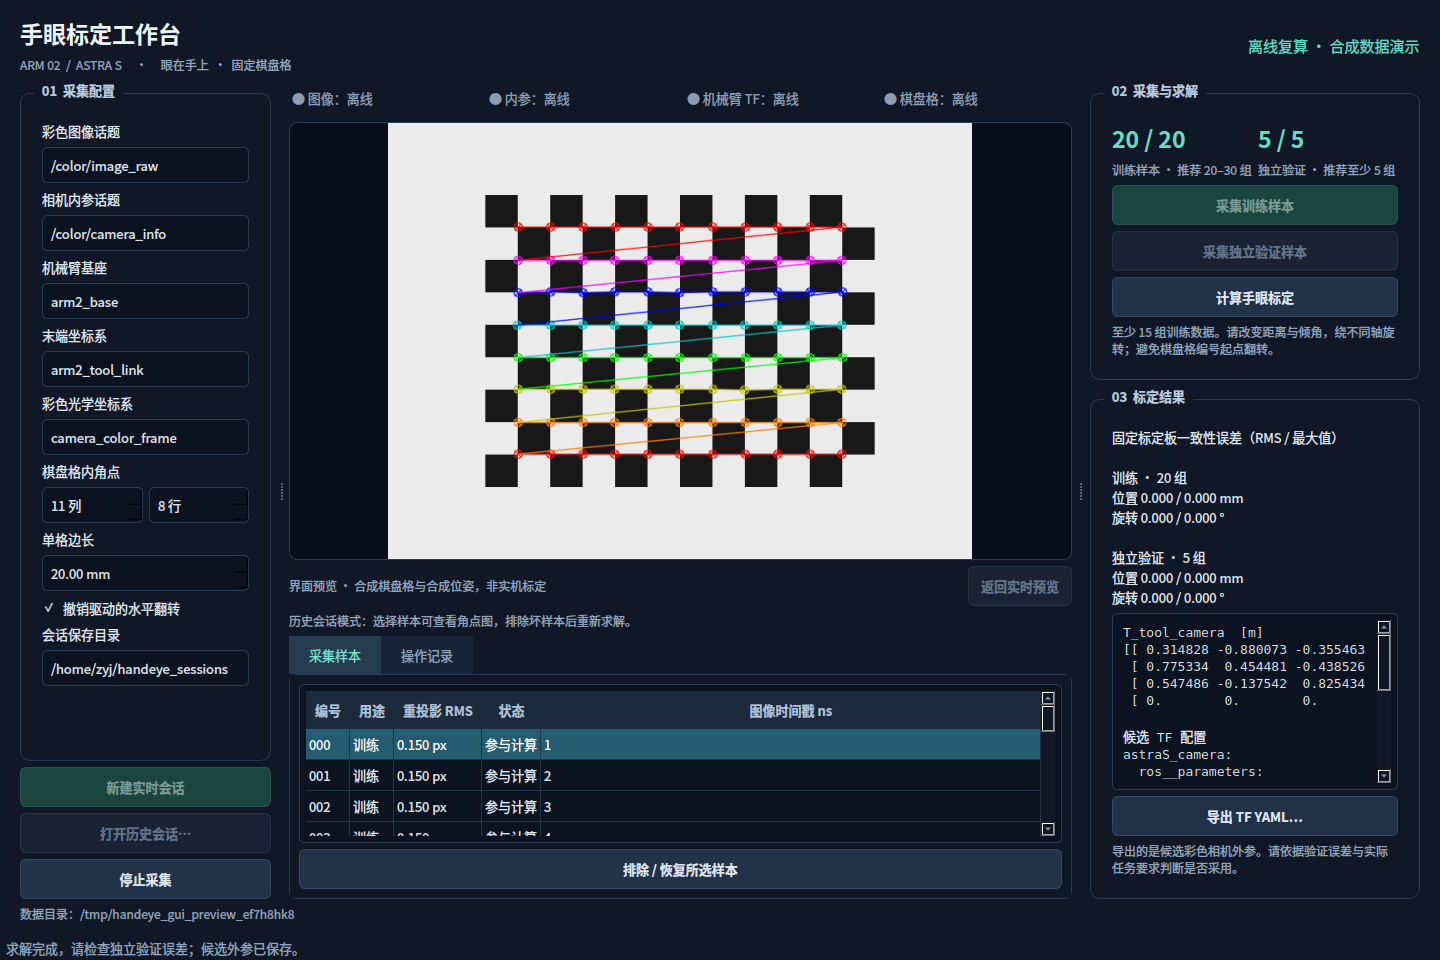 手眼标定工作台
ARM 02 / ASTRA S • 眼在手上 • 固定棋盘格
离线复算 • 合成数据演示
01 采集配置
彩色图像话题
/color/image_raw
相机内参话题
/color/camera_info
机械臂基座
arm2_base
末端坐标系
arm2_tool_link
彩色光学坐标系
camera_color_frame
棋盘格内角点
11 列 8 行
单格边长
20.00 mm
✓ 撤销驱动的水平翻转
会话保存目录
/home/zyj/handeye_sessions
新建实时会话
打开历史会话…
停止采集
数据目录：/tmp/handeye_gui_preview_ef7h8hk8
求解完成，请检查独立验证误差；候选外参已保存。
● 图像：离线 ● 内参：离线 ● 机械臂 TF：离线 ● 棋盘格：离线
界面预览 • 合成棋盘格与合成位姿，非实机标定
返回实时预览
历史会话模式：选择样本可查看角点图，排除坏样本后重新求解。
采集样本 操作记录
编号 用途 重投影 RMS 状态 图像时间戳 ns
000 训练 0.150 px 参与计算 1
001 训练 0.150 px 参与计算 2
002 训练 0.150 px 参与计算 3
排除 / 恢复所选样本
02 采集与求解
20 / 20 5 / 5
训练样本 • 推荐 20–30 组 独立验证 • 推荐至少 5 组
采集训练样本
采集独立验证样本
计算手眼标定
至少 15 组训练数据。请改变距离与倾角，绕不同轴旋
转；避免棋盘格编号起点翻转。
03 标定结果
固定标定板一致性误差（RMS / 最大值）
训练 • 20 组
位置 0.000 / 0.000 mm
旋转 0.000 / 0.000 °
独立验证 • 5 组
位置 0.000 / 0.000 mm
旋转 0.000 / 0.000 °
T_tool_camera [m]
[[ 0.314828 -0.880073 -0.355463
[ 0.775334 0.454481 -0.438526
[ 0.547486 -0.137542 0.825434
[ 0. 0. 0.
候选 TF 配置
astraS_camera:
ros__parameters:
导出 TF YAML...
导出的是候选彩色相机外参。请依据验证误差与实际
任务要求判断是否采用。